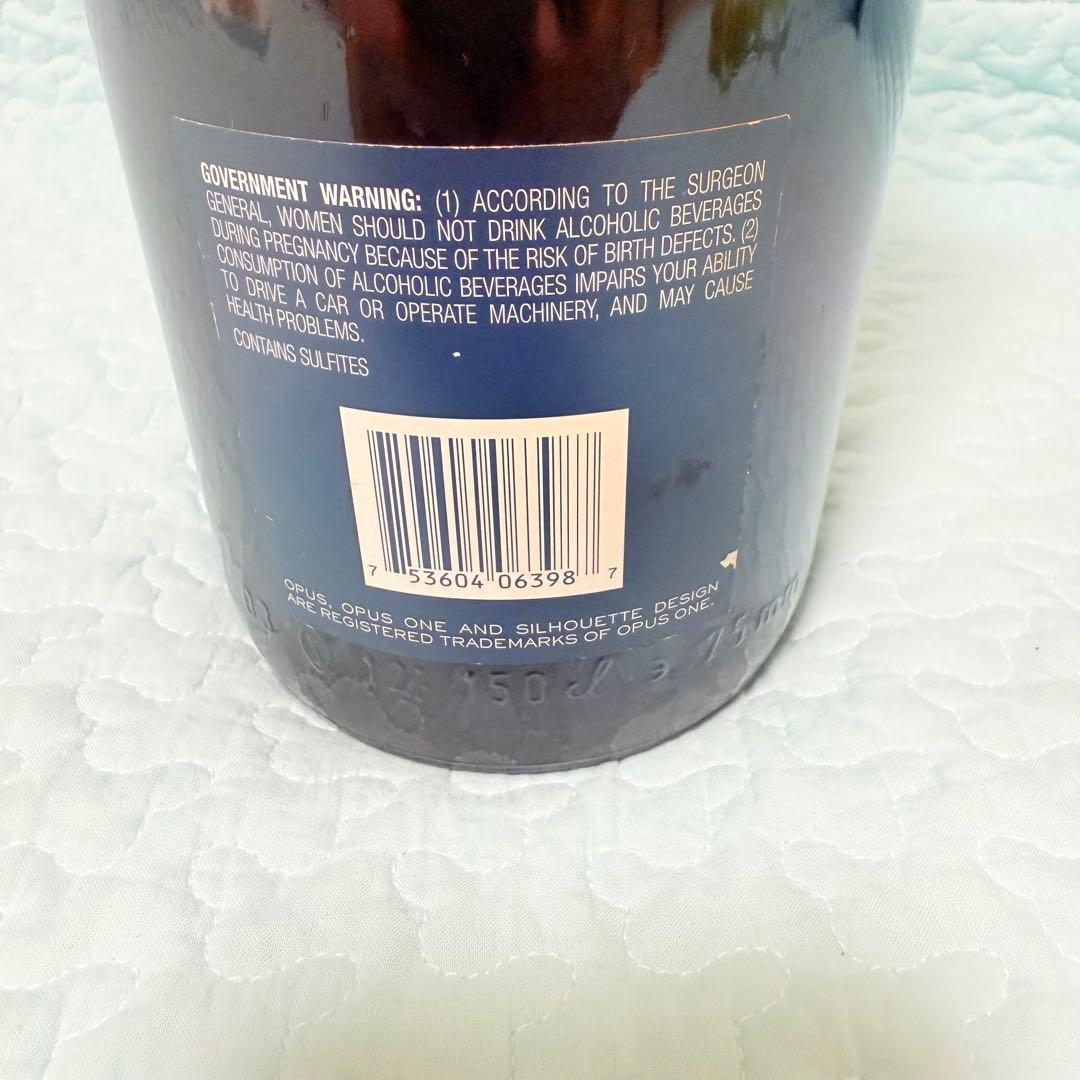 GOVERNMENT WARNING: (1) ACCORDING TO THE SURGEON
GENERAL, WOMEN SHOULD NOT DRINK ALCOHOLIC BEVERAGES
DURING PREGNANCY BECAUSE OF THE RISK OF BIRTH DEFECTS. (2)
CONSUMPTION OF ALCOHOLIC BEVERAGES IMPAIRS YOUR ABILITY
TO DRIVE A CAR OR OPERATE MACHINERY, AND MAY CAUSE
HEALTH PROBLEMS.
CONTAINS SULFITES
7 53604 06398 7
OPUS, OPUS ONE AND SILHOUETTE DESIGN
ARE REGISTERED TRADEMARKS OF OPUS ONE.
150 cl 75mm